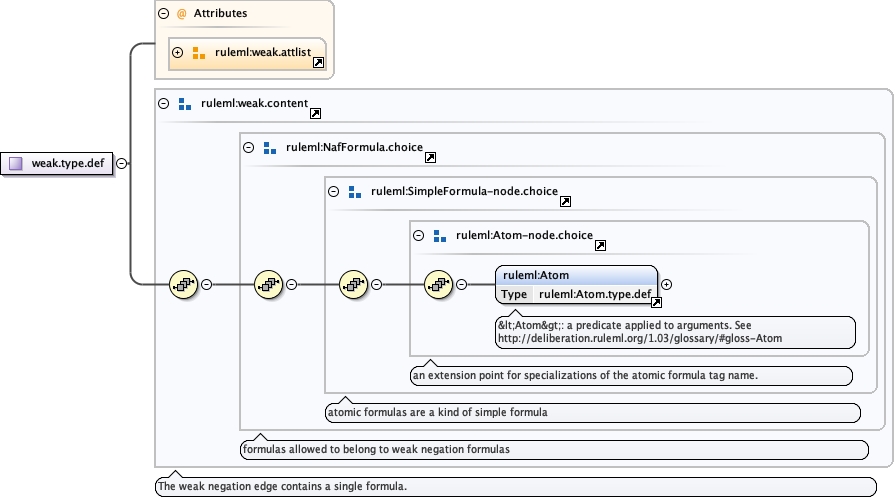 @ Attributes
ruleml:weak.attlist
ruleml:weak.content
ruleml:NafFormula.choice
weak.type.def
ruleml:SimpleFormula-node.choice
ruleml:Atom-node.choice
ruleml:Atom
Type ruleml:Atom.type.def
&lt;Atom&gt;: a predicate applied to arguments. See
http://deliberation.ruleml.org/1.03/glossary/#gloss-Atom
an extension point for specializations of the atomic formula tag name.
atomic formulas are a kind of simple formula
formulas allowed to belong to weak negation formulas
The weak negation edge contains a single formula.